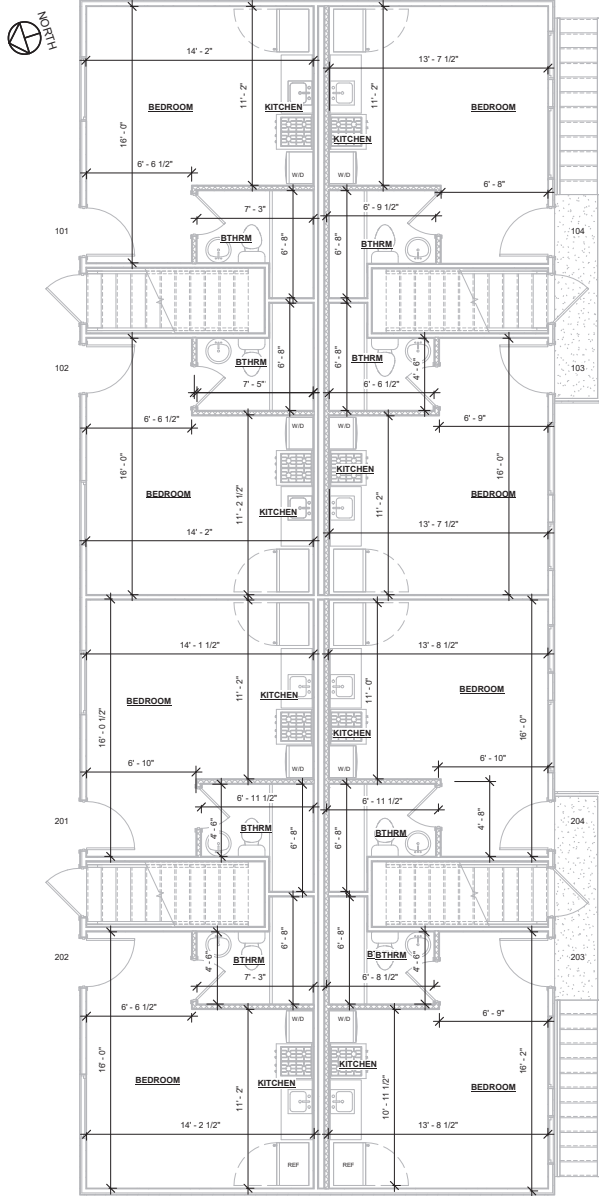 NORTH
14' - 2"
13' - 7 1/2"
BEDROOM
16' - 0"
11' - 2"
KITCHEN
11' - 2"
KITCHEN
BEDROOM
W/D
W/D
6' - 6 1/2"
6' - 8"
7' - 3"
6' - 9 1/2"
101
BTHRM
6' - 8"
6' - 8"
BTHRM
104
102
BTHRM
6' - 8"
6' - 8"
BTHRM
4' - 6"
103
7' - 5"
6' - 6 1/2"
6' - 6 1/2"
6' - 9"
W/D
W/D
16' - 0"
KITCHEN
16' - 0"
BEDROOM
11' - 2 1/2"
KITCHEN
11' - 2"
BEDROOM
14' - 2"
13' - 7 1/2"
14' - 1 1/2"
13' - 8 1/2"
BEDROOM
11' - 2"
KITCHEN
11' - 0"
BEDROOM
16' - 0 1/2"
KITCHEN
16' - 0"
6' - 10"
W/D
W/D
6' - 10"
6' - 11 1/2"
6' - 11 1/2"
201
4' - 6"
BTHRM
6' - 8"
6' - 8"
BTHRM
4' - 8"
204
202
4' - 6"
BTHRM
6' - 8"
6' - 8"
BTHRM
4' - 6"
203
7' - 3"
6' - 8 1/2"
6' - 6 1/2"
6' - 9"
W/D
W/D
16' - 0"
BEDROOM
11' - 2"
KITCHEN
KITCHEN
10' - 11 1/2"
BEDROOM
16' - 2"
14' - 2 1/2"
13' - 8 1/2"
REF
REF